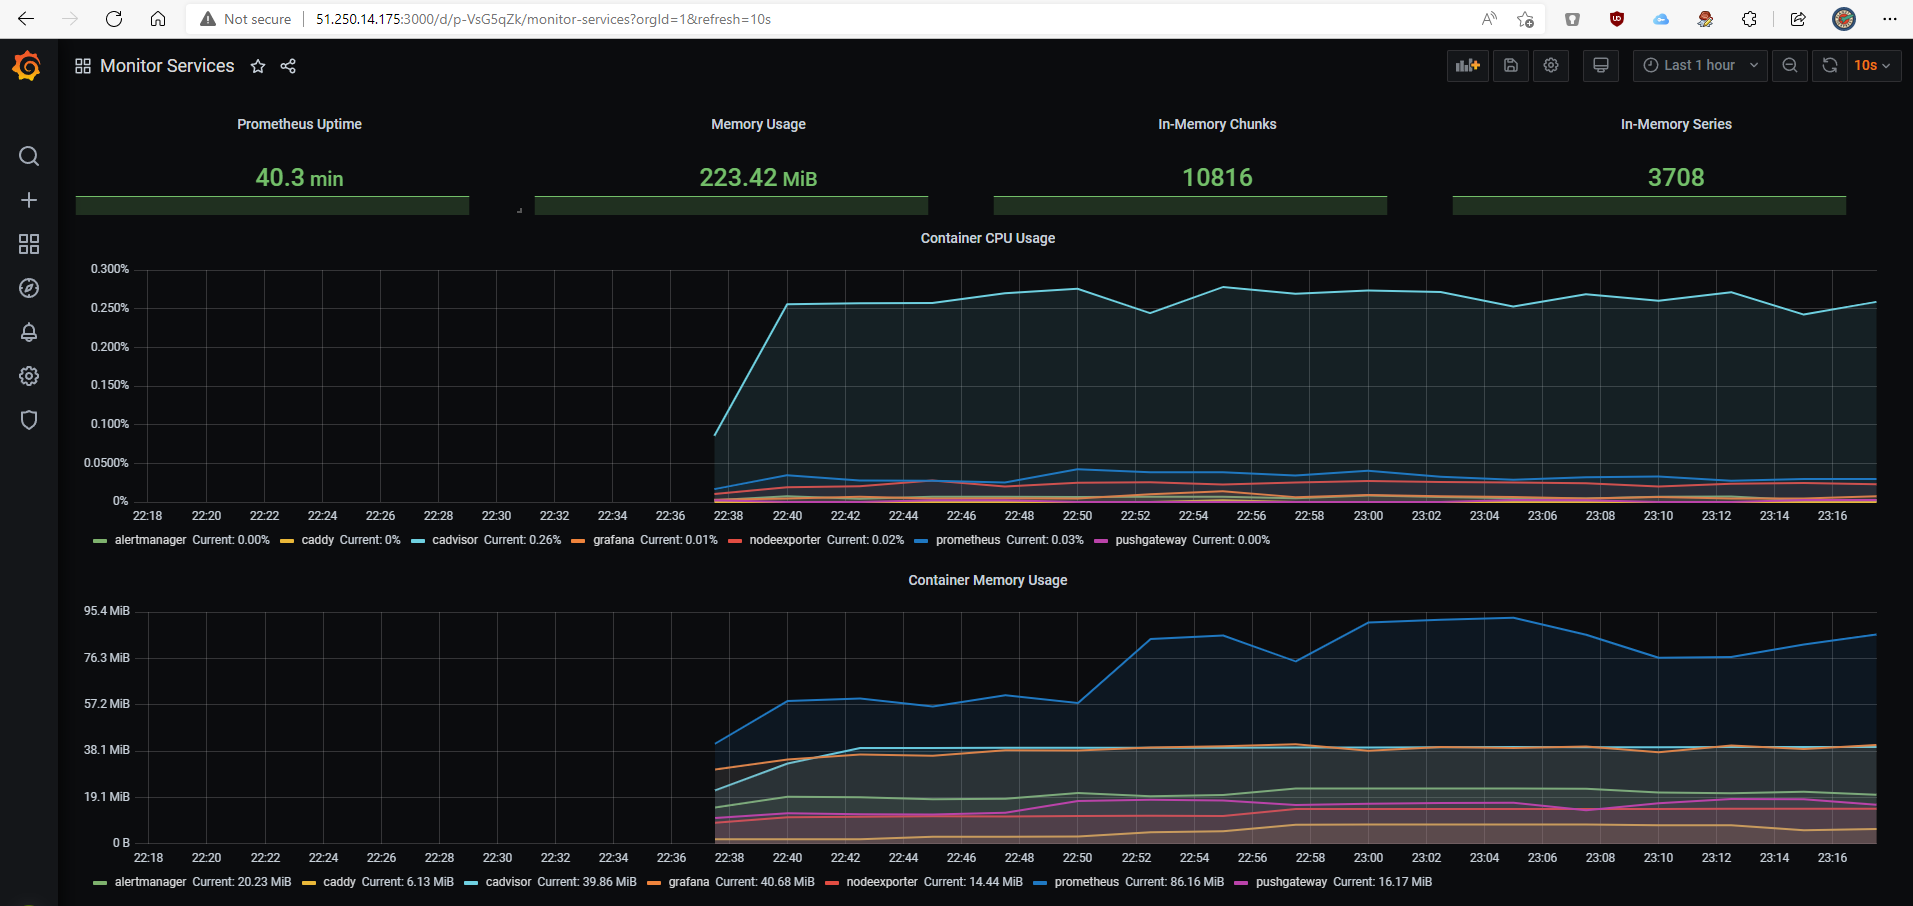 Not secure | 51.250.14.175:3000/d/p-VsG5qZk/monitor-services?orgId=1&refresh=10s
Monitor Services
Last 1 hour
10s
Prometheus Uptime
Memory Usage
In-Memory Chunks
In-Memory Series
40.3 min
223.42 MiB
10816
3708
Container CPU Usage
0.300%
0.250%
0.200%
0.150%
0.100%
0.0500%
0%
22:18 22:20 22:22 22:24 22:26 22:28 22:30 22:32 22:34 22:36 22:38 22:40 22:42 22:44 22:46 22:48 22:50 22:52 22:54 22:56 22:58 23:00 23:02 23:04 23:06 23:08 23:10 23:12 23:14 23:16
alertmanager Current: 0.00% caddy Current: 0% cadvisor Current: 0.26% grafana Current: 0.01% nodeexporter Current: 0.02% prometheus Current: 0.03% pushgateway Current: 0.00%
Container Memory Usage
95.4 MiB
76.3 MiB
57.2 MiB
38.1 MiB
19.1 MiB
0 B
22:18 22:20 22:22 22:24 22:26 22:28 22:30 22:32 22:34 22:36 22:38 22:40 22:42 22:44 22:46 22:48 22:50 22:52 22:54 22:56 22:58 23:00 23:02 23:04 23:06 23:08 23:10 23:12 23:14 23:16
alertmanager Current: 20.23 MiB caddy Current: 6.13 MiB cadvisor Current: 39.86 MiB grafana Current: 40.68 MiB nodeexporter Current: 14.44 MiB prometheus Current: 86.16 MiB pushgateway Current: 16.17 MiB